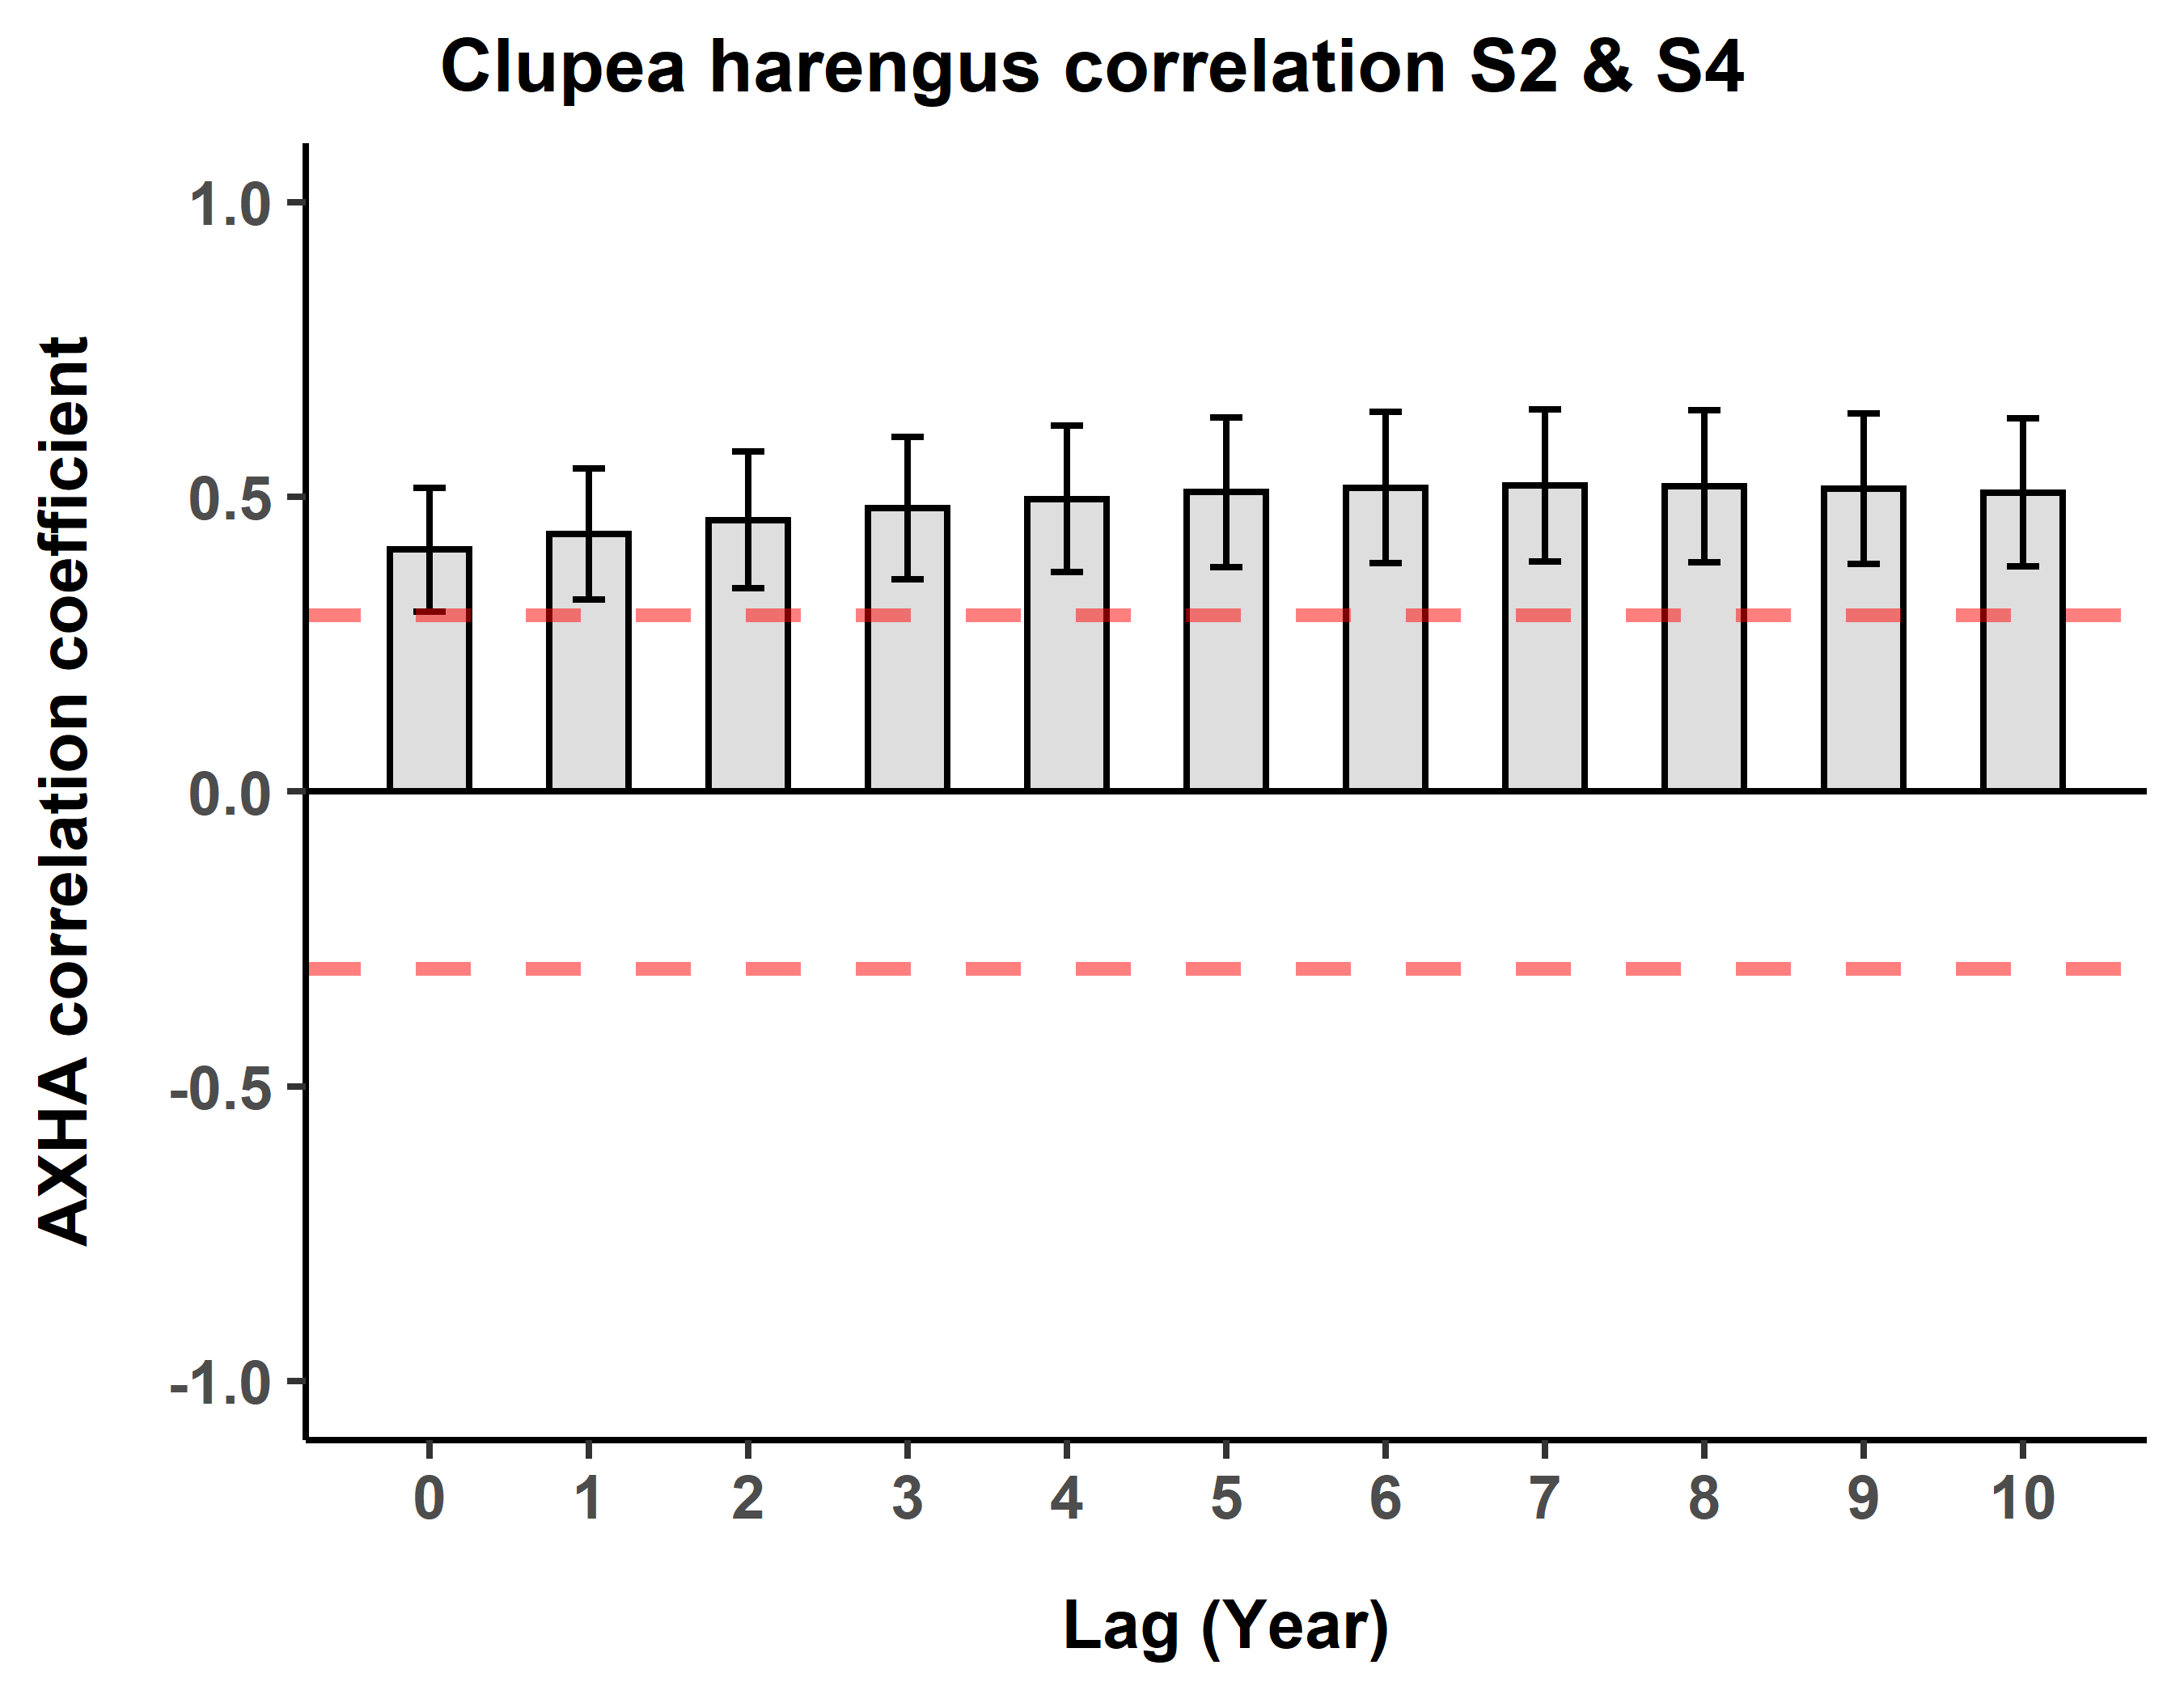 Clupea harengus correlation S2 & S4
AXHA correlation coefficient
1.0
0.5
0.0
-0.5
-1.0
0 1 2 3 4 5 6 7 8 9 10
Lag (Year)